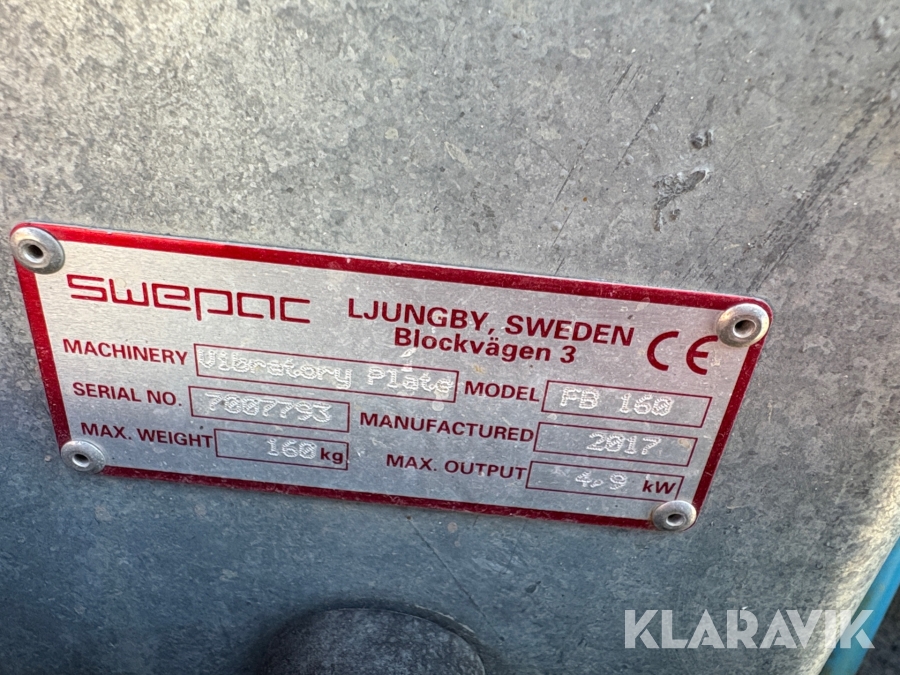 swepac LJUNGBY, SWEDEN
Blockvägen 3 CE
MACHINERY Vibratory Plate MODEL FB 160
SERIAL NO. 7007793 MANUFACTURED 2017
MAX. WEIGHT 160 kg MAX. OUTPUT 4,9 kW
KLARAVIK